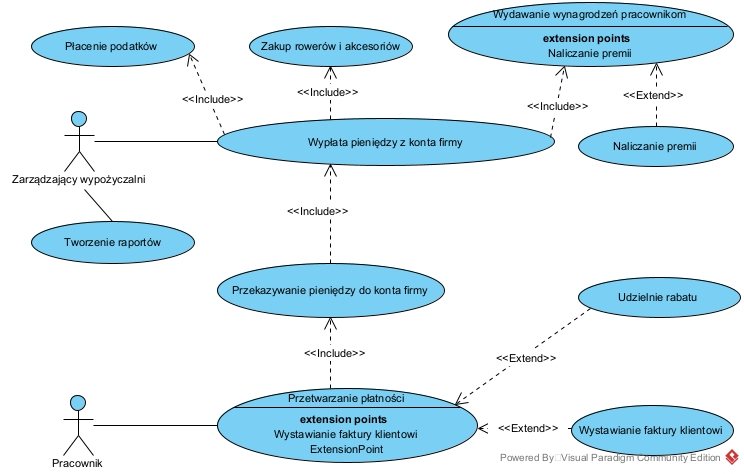 Wydawanie wynagrodzeń pracownikom
extension points
Naliczanie premii
Płacenie podatków
Zakup rowerów i akcesoriów
<<Include>>
<<Include>>
<<Include>>
<<Extend>>
Wypłata pieniędzy z konta firmy
Naliczanie premii
Zarządzający wypożyczalni
<<Include>>
Tworzenie raportów
Przekazywanie pieniędzy do konta firmy
Udzielnie rabatu
<<Include>>
<<Extend>>
Przetwarzanie płatności
extension points
Wystawianie faktury klientowi
ExtensionPoint
<<Extend>>
Wystawianie faktury klientowi
Pracownik
Powered By Visual Paradigm Community Edition